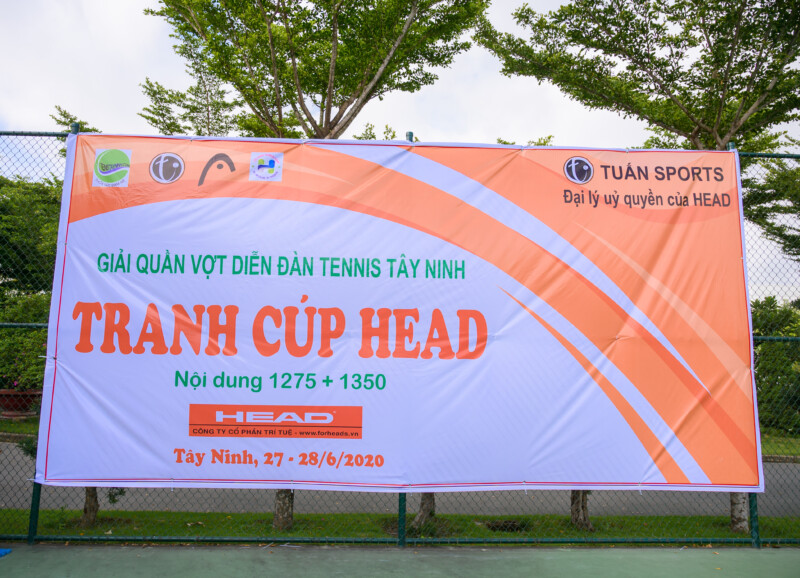 TUẤN SPORTS
Đại lý uỷ quyền của HEAD
GIẢI QUẦN VỢT DIỄN ĐÀN TENNIS TÂY NINH
TRANH CÚP HEAD
Nội dung 1275 + 1350
HEAD
CÔNG TY CỔ PHẦN TRÍ TUỆ - www.forheads.vn
Tây Ninh, 27 - 28/6/2020